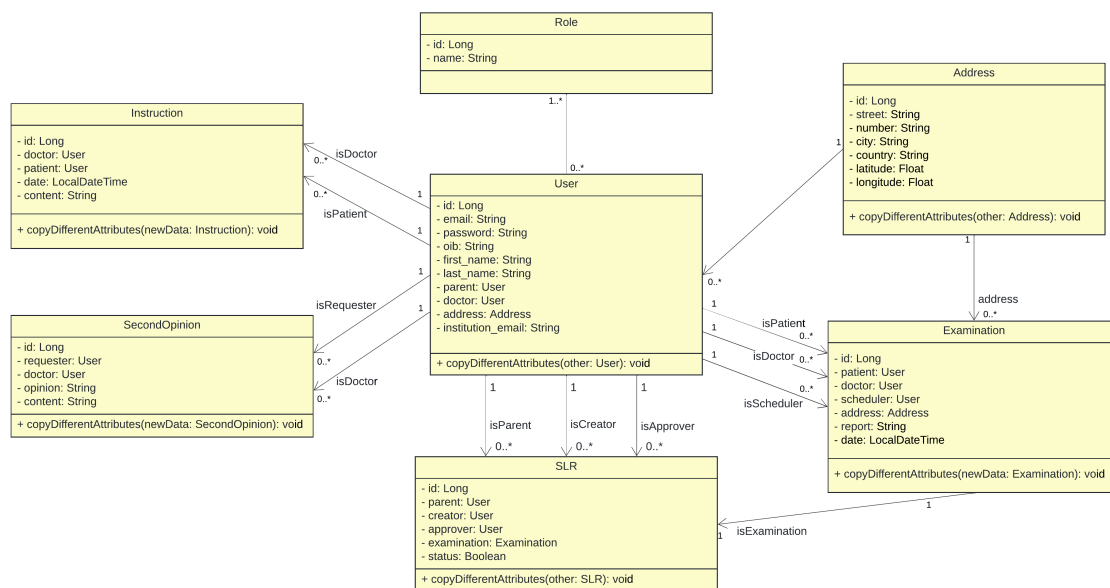 Role
- id: Long
- name: String
1..*
0..*
Address
- id: Long
- street: String
- number: String
- city: String
- country: String
- latitude: Float
- longitude: Float
+ copyDifferentAttributes(other: Address): void
1
0..*
1
address
0..*
Instruction
- id: Long
- doctor: User
- patient: User
- date: LocalDateTime
- content: String
+ copyDifferentAttributes(newData: Instruction): void
isDoctor
0..*
1
0..*
isPatient
1
User
- id: Long
- email: String
- password: String
- oib: String
- first_name: String
- last_name: String
- parent: User
- doctor: User
- address: Address
- institution_email: String
+ copyDifferentAttributes(other: User): void
1
isRequester
0..*
1
isDoctor
0..*
SecondOpinion
- id: Long
- requester: User
- doctor: User
- opinion: String
- content: String
+ copyDifferentAttributes(newData: SecondOpinion): void
1
isPatient
0..*
1
isDoctor
0..*
1
isScheduler
0..*
Examination
- id: Long
- patient: User
- doctor: User
- scheduler: User
- address: Address
- report: String
- date: LocalDateTime
+ copyDifferentAttributes(newData: Examination): void
1
1
1
isParent
isCreator
isApprover
0..*
0..*
0..*
SLR
- id: Long
- parent: User
- creator: User
- approver: User
- examination: Examination
- status: Boolean
+ copyDifferentAttributes(other: SLR): void
1
isExamination
1